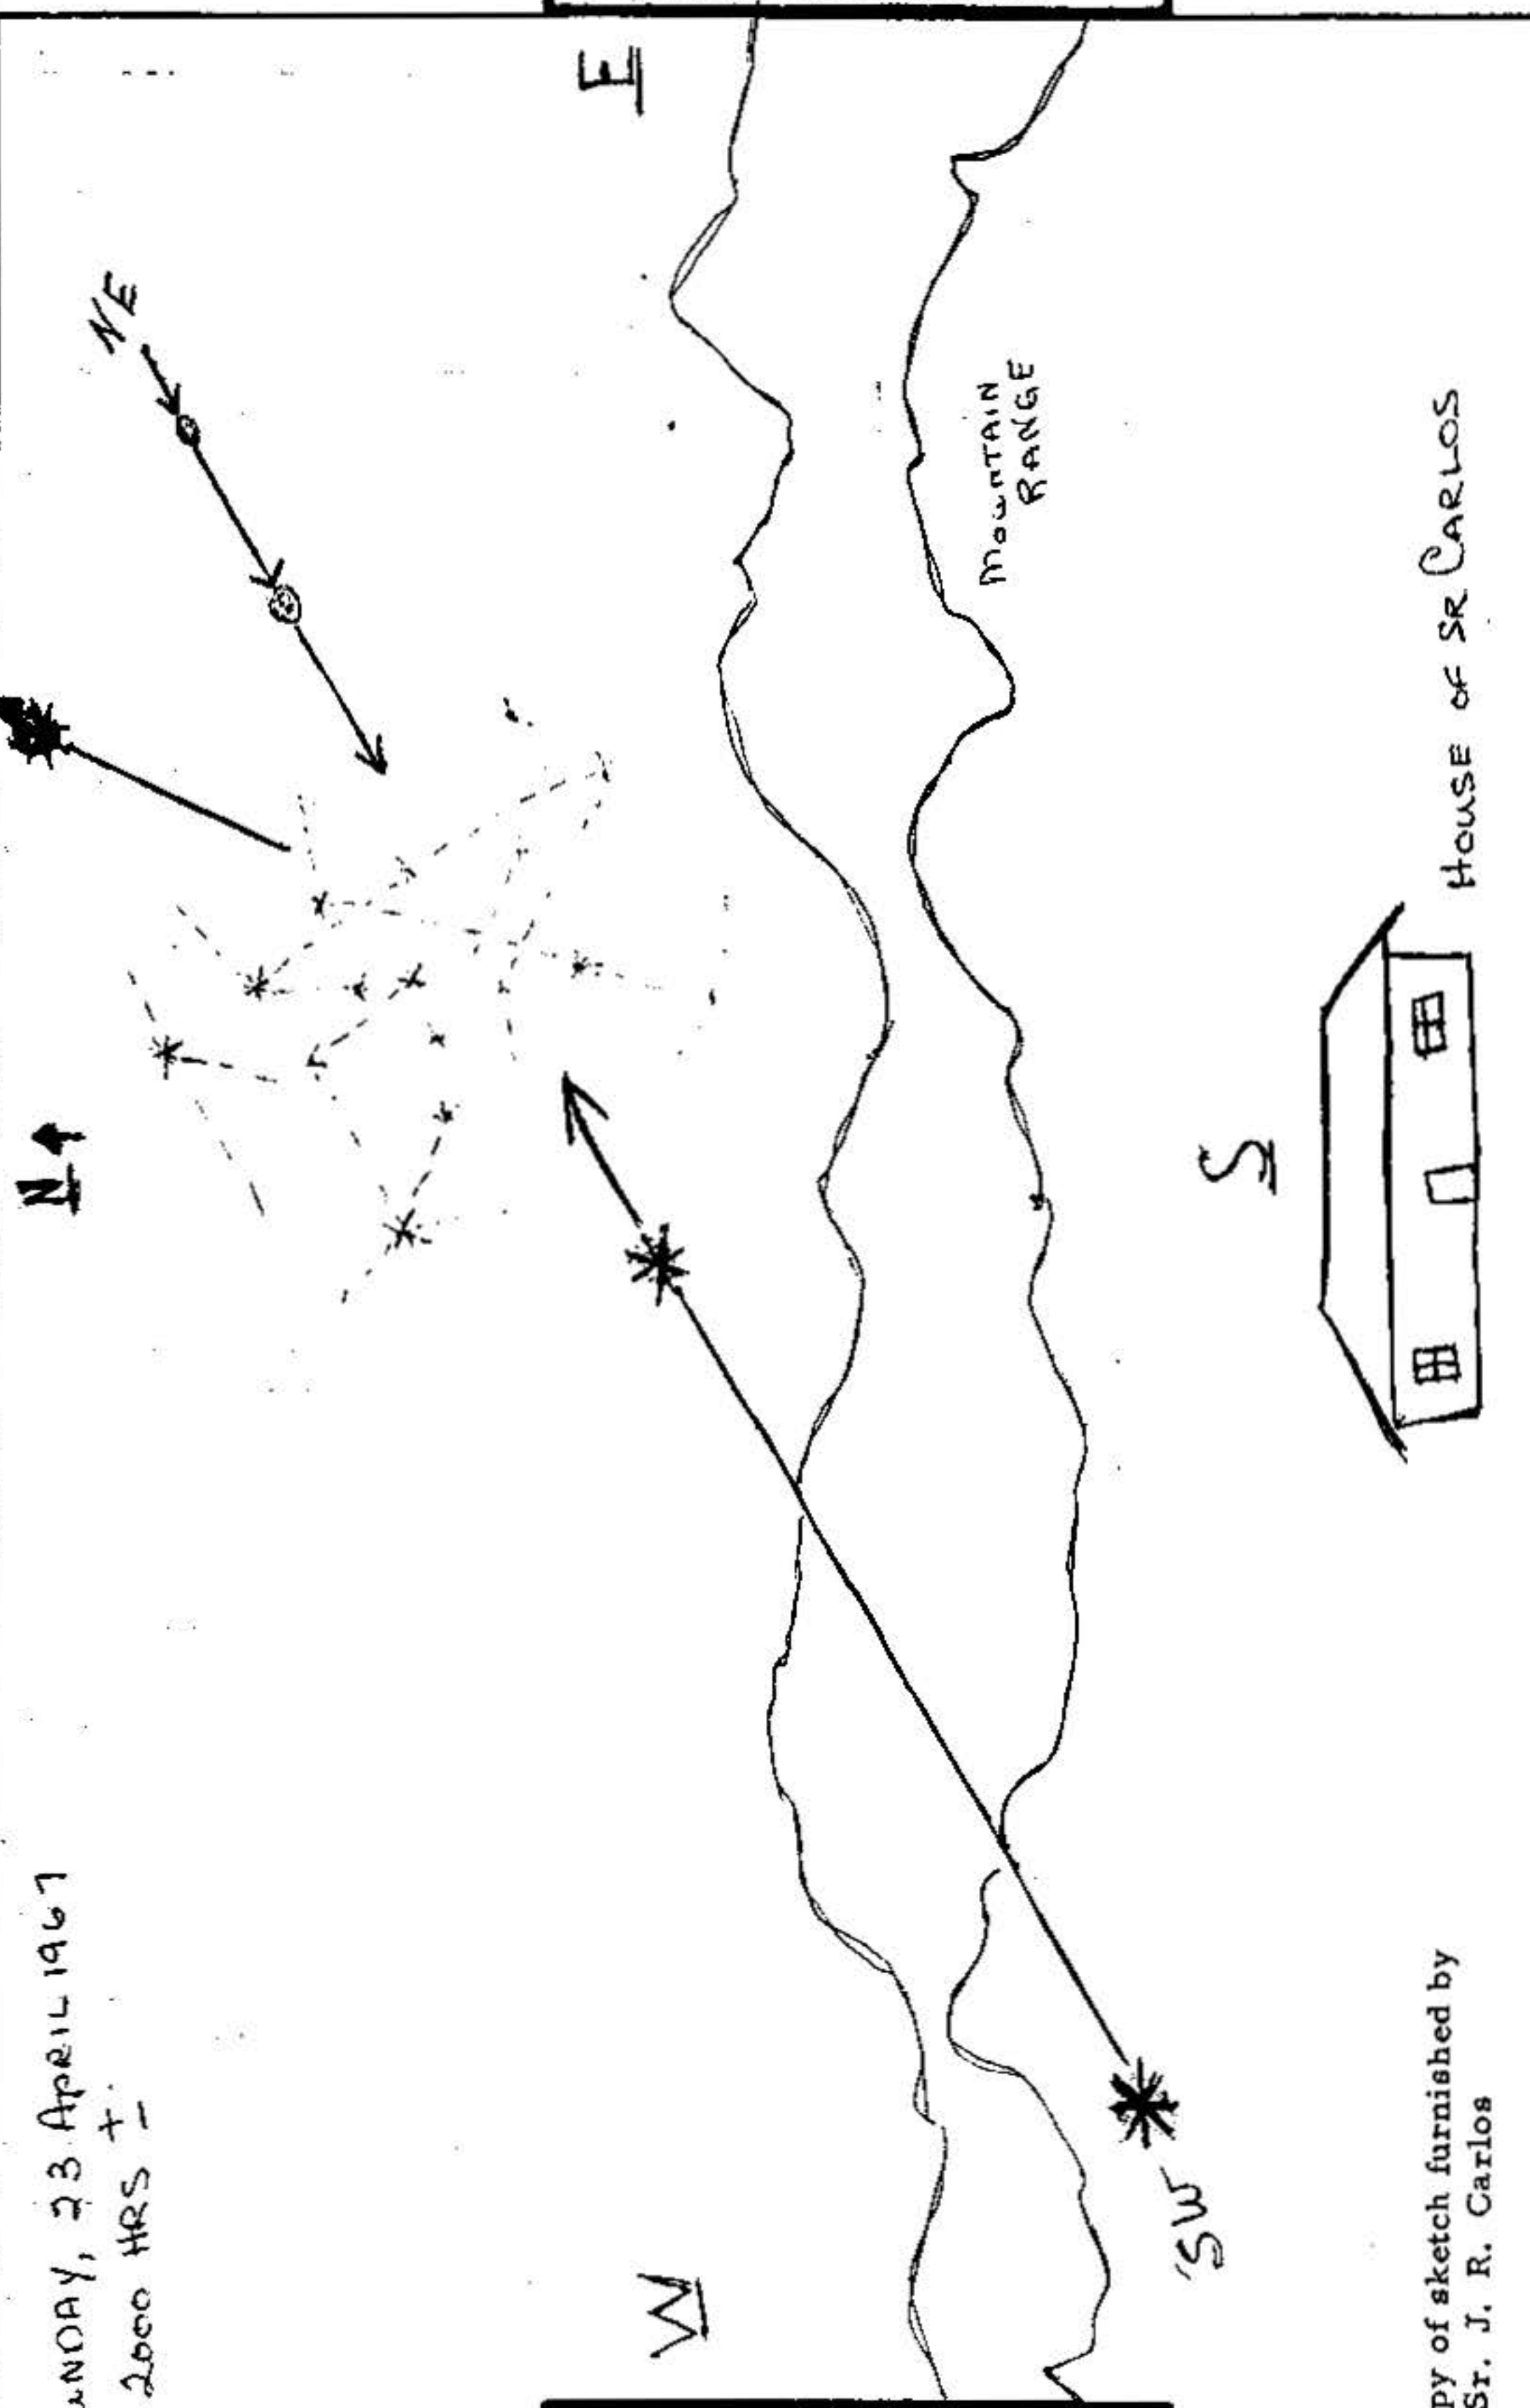 SUNDAY, 23 APRIL 1967
2000 HRS ±
N
NE
E
W
MOUNTAIN
RANGE
SW
S
HOUSE OF SR CARLOS
py of sketch furnished by
Sr. J. R. Carlos